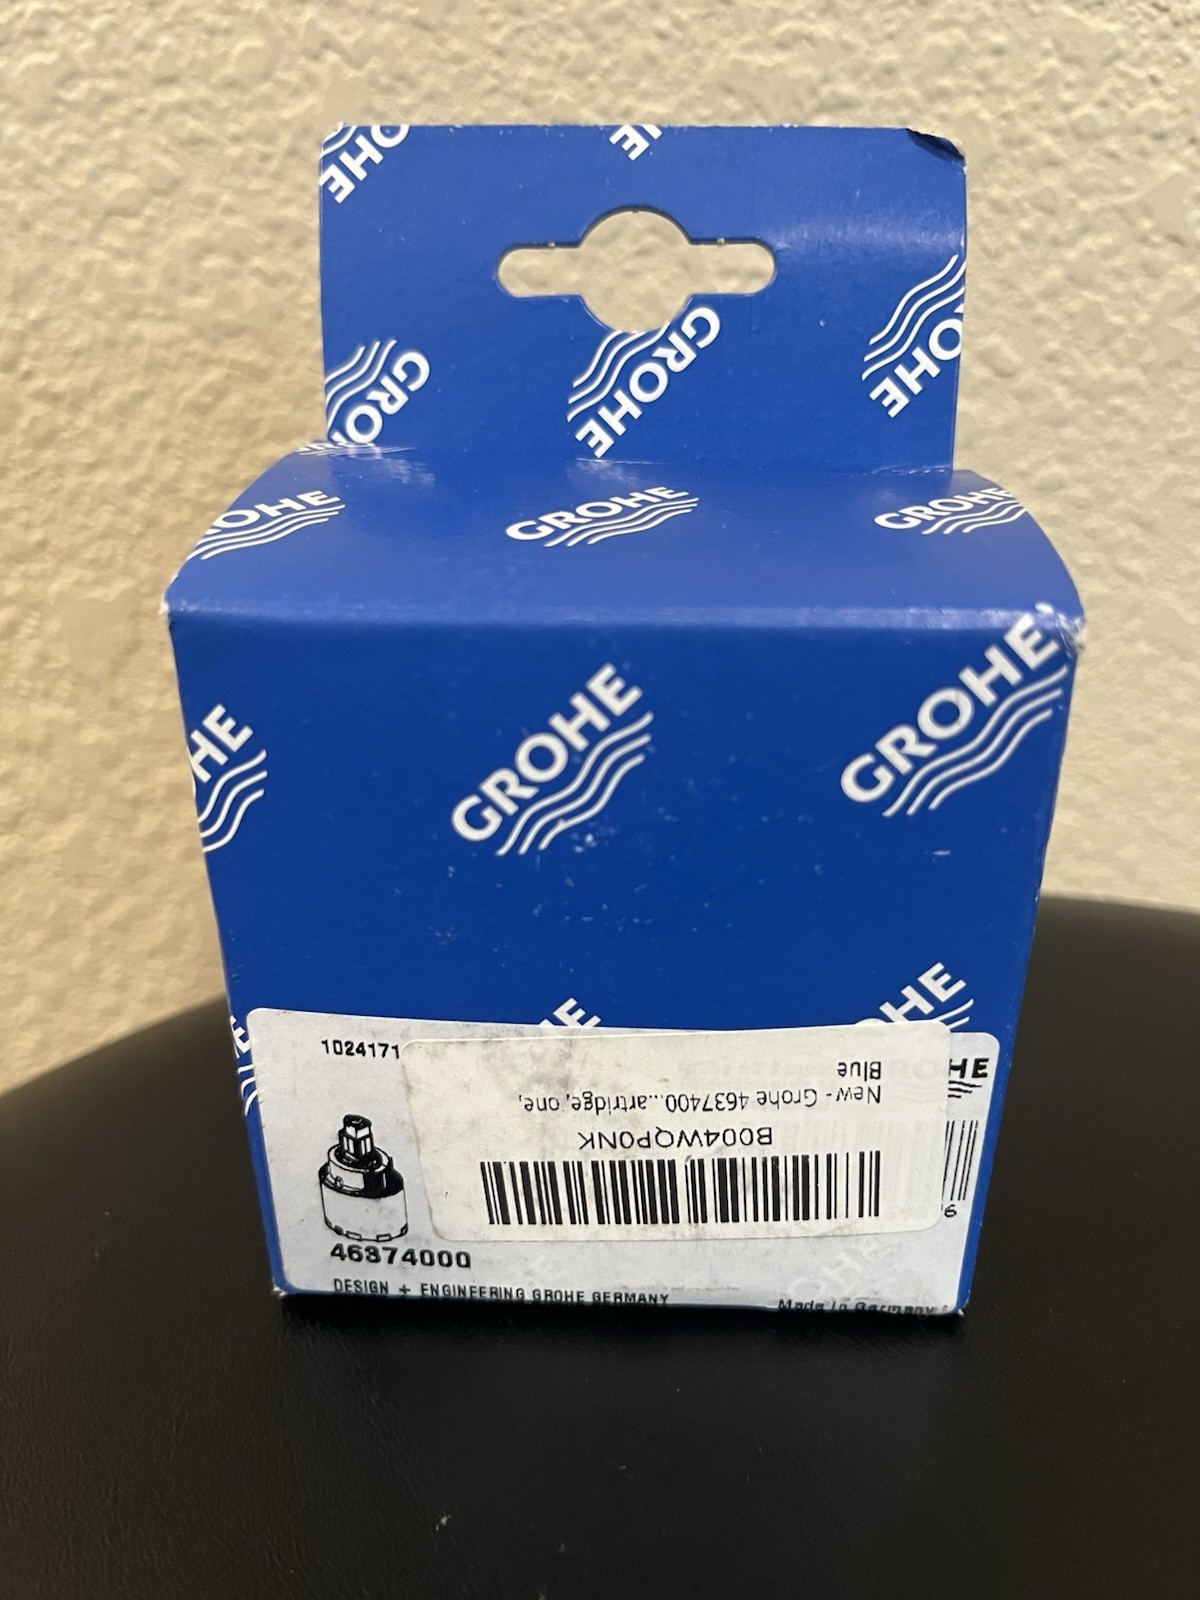 GROHE
GROHE
GROHE
GROHE
GROHE
GROHE
GROHE
GROHE
GROHE
1024171
New - Grohe 4637400...artridge, one,
Blue
B004WQP0NK
46374000
DESIGN + ENGINEERING GROHE GERMANY
Made in Germany